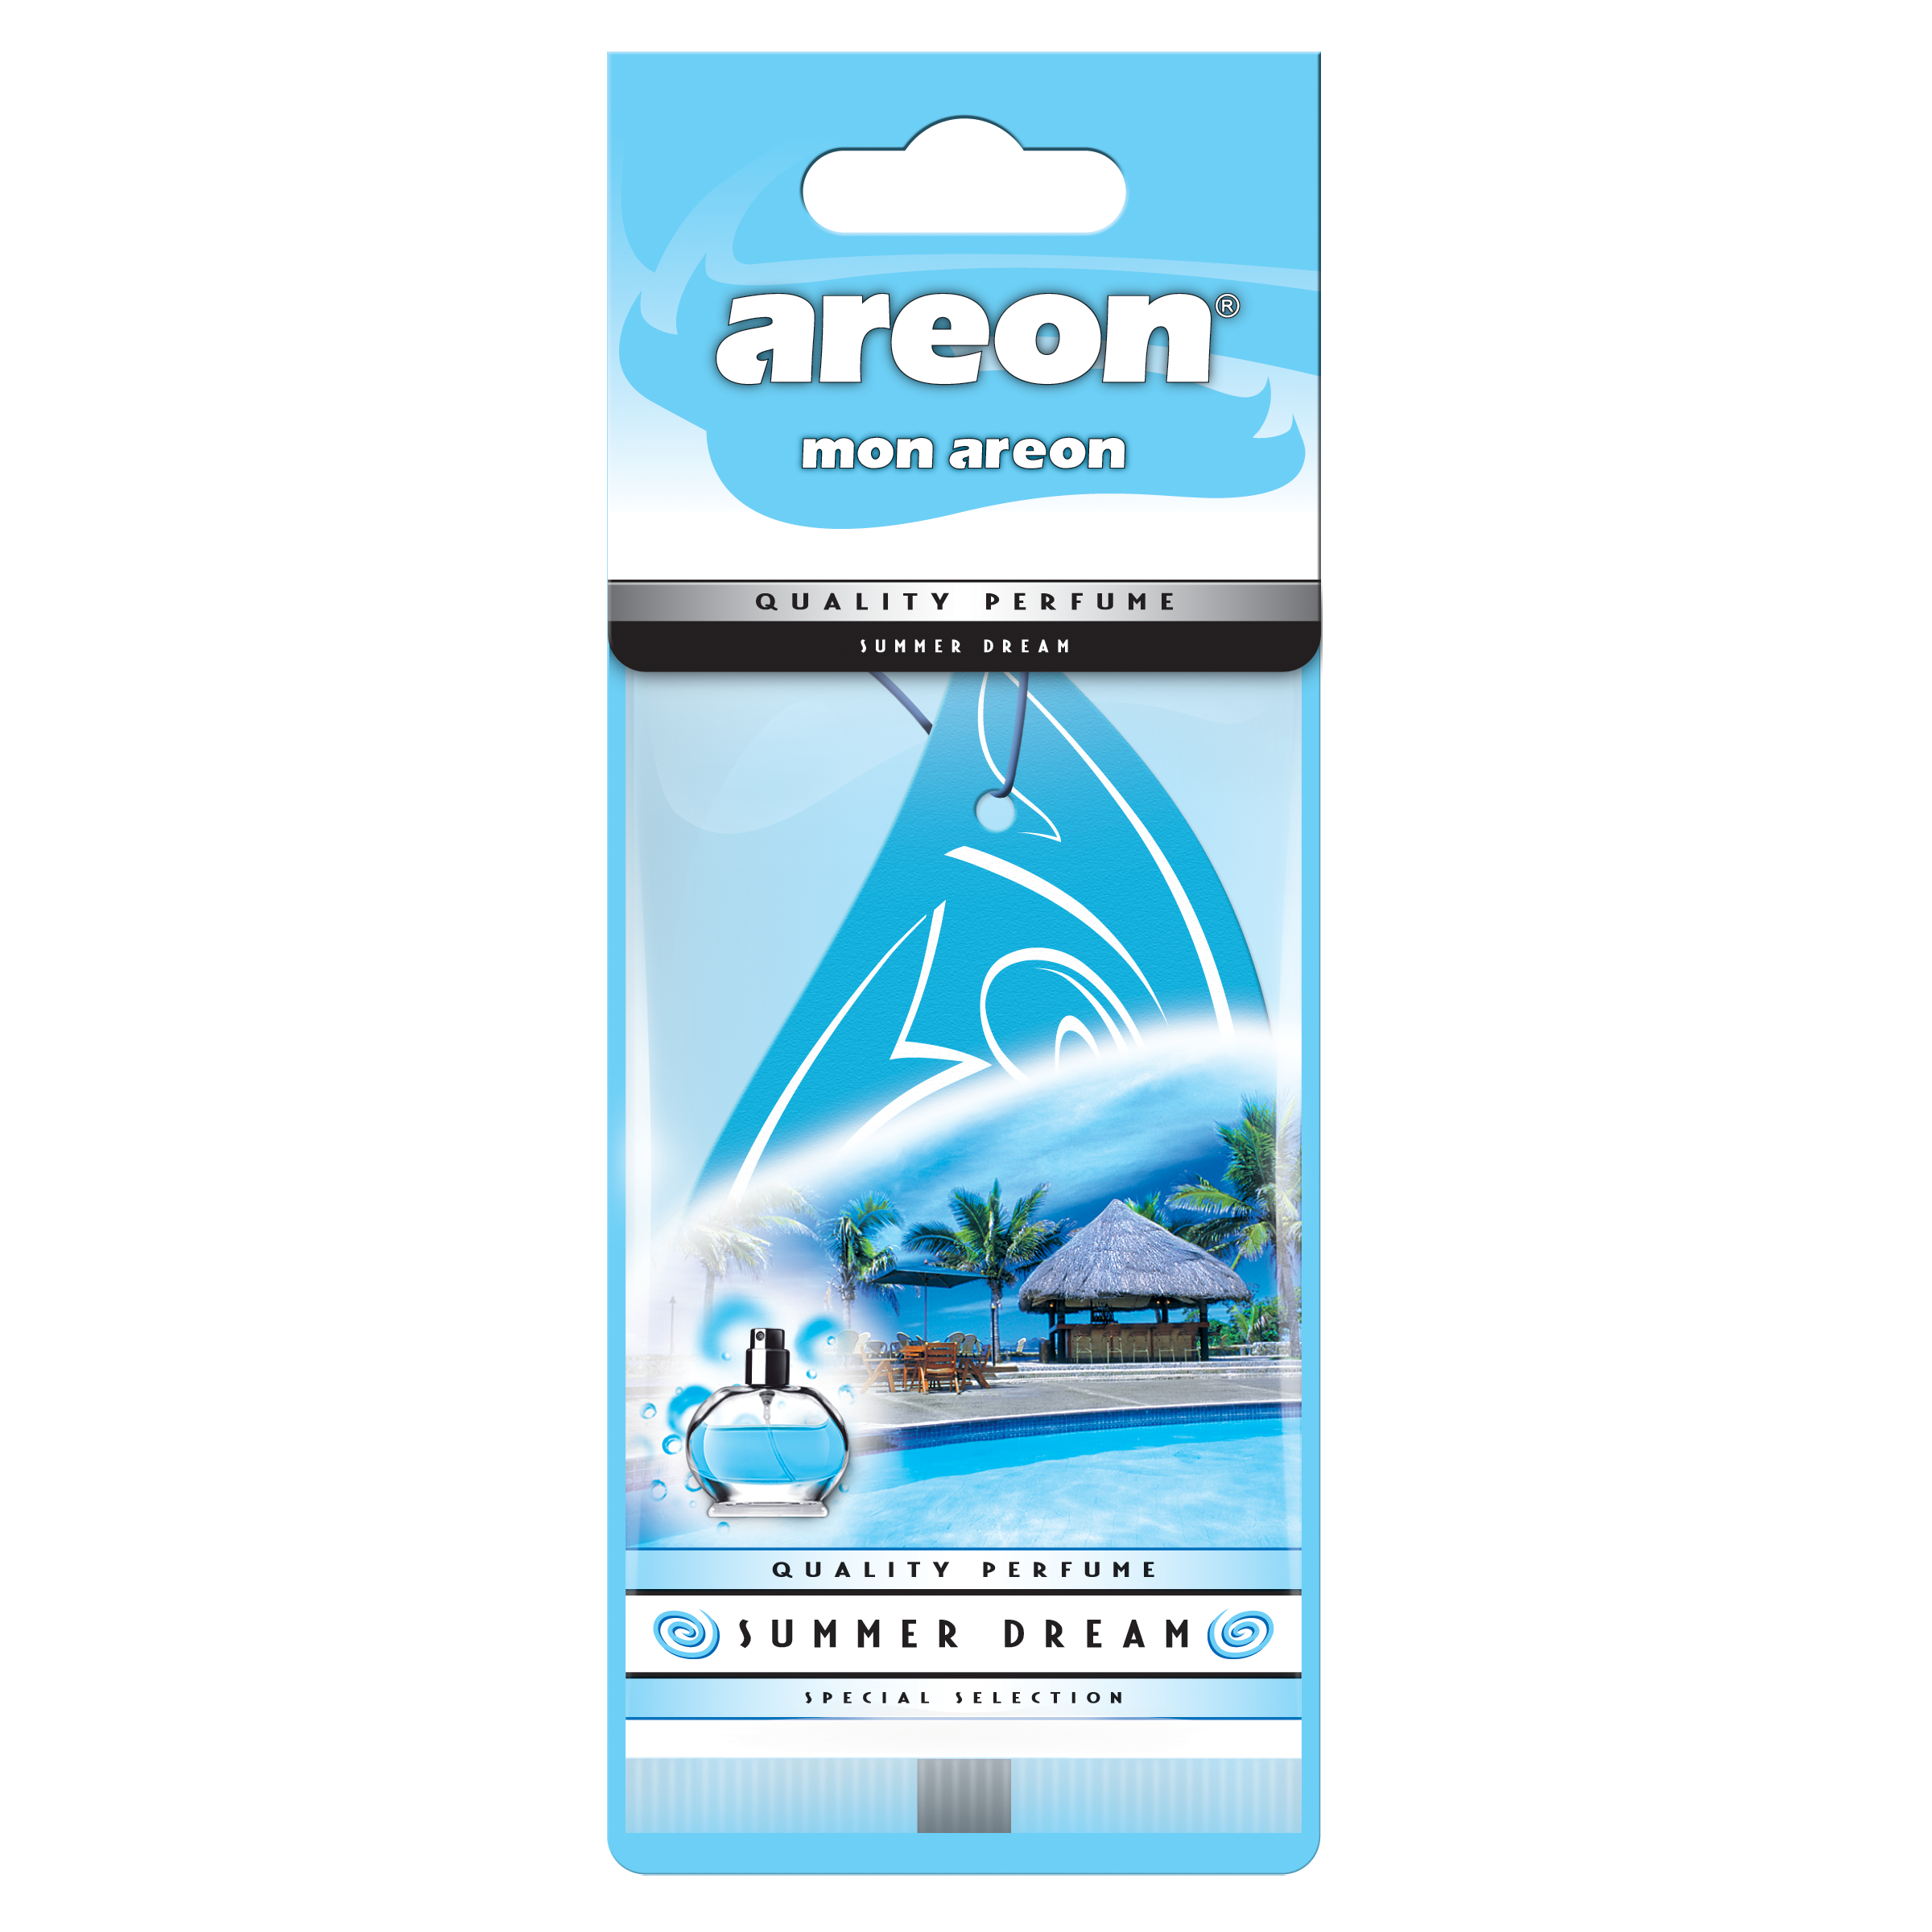 areon®
mon areon
QUALITY PERFUME
SUMMER DREAM
QUALITY PERFUME
SUMMER DREAM
SPECIAL SELECTION